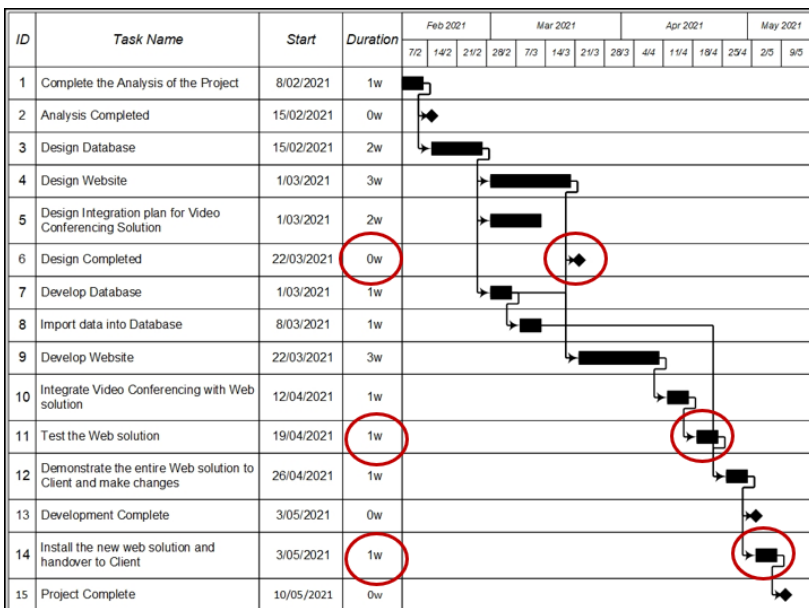 ID Task Name Start Duration Feb 2021 Mar 2021 Apr 2021 May 2021
7/2 14/2 21/2 28/2 7/3 14/3 21/3 28/3 4/4 11/4 18/4 25/4 2/5 9/5
1 Complete the Analysis of the Project 8/02/2021 1w
2 Analysis Completed 15/02/2021 0w
3 Design Database 15/02/2021 2w
4 Design Website 1/03/2021 3w
5 Design Integration plan for Video
Conferencing Solution 1/03/2021 2w
6 Design Completed 22/03/2021 0w
7 Develop Database 1/03/2021 1w
8 Import data into Database 8/03/2021 1w
9 Develop Website 22/03/2021 3w
10 Integrate Video Conferencing with Web
solution 12/04/2021 1w
11 Test the Web solution 19/04/2021 1w
12 Demonstrate the entire Web solution to
Client and make changes 26/04/2021 1w
13 Development Complete 3/05/2021 0w
14 Install the new web solution and
handover to Client 3/05/2021 1w
15 Project Complete 10/05/2021 0w